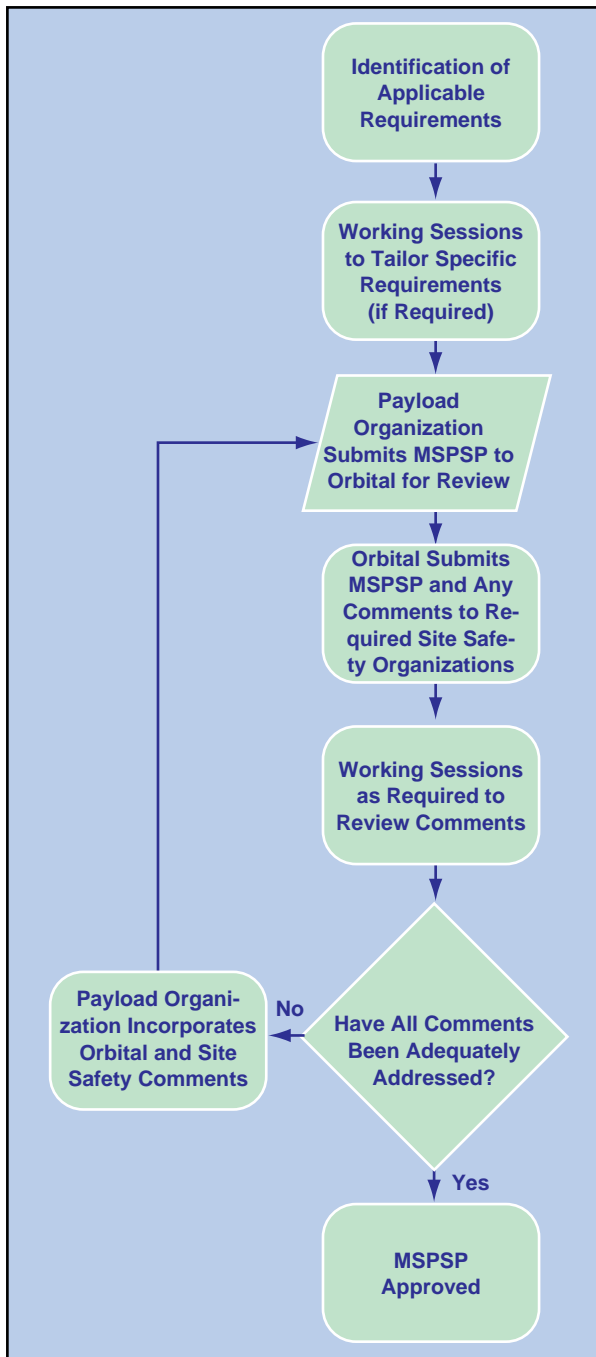 Identification of
Applicable
Requirements
Working Sessions
to Tailor Specific
Requirements
(if Required)
Payload
Organization
Submits MSPSP to
Orbital for Review
Orbital Submits
MSPSP and Any
Comments to Re-
quired Site Safe-
ty Organizations
Working Sessions
as Required to
Review Comments
Have All Comments
Been Adequately
Addressed?
No
Payload Organi-
zation Incorporates
Orbital and Site
Safety Comments
Yes
MSPSP
Approved